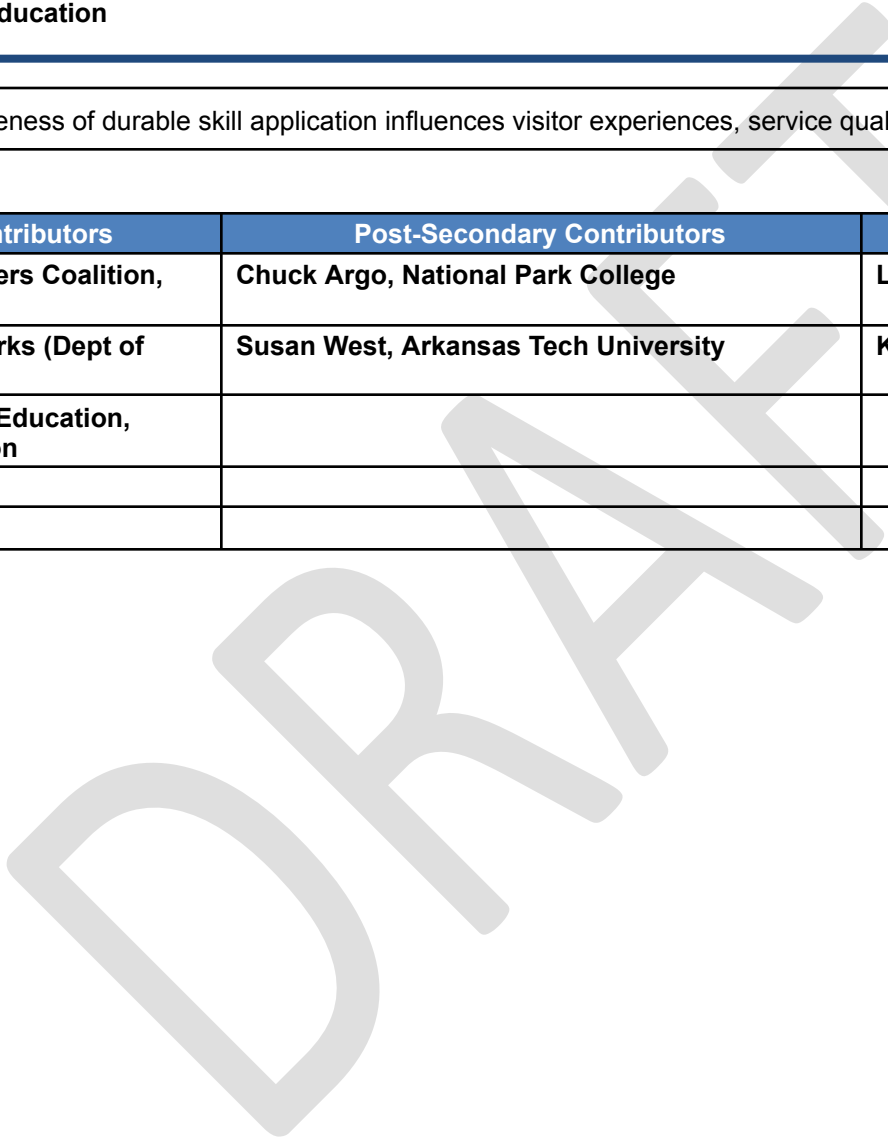 ducation
eness of durable skill application influences visitor experiences, service qual
ntributors Post-Secondary Contributors
ers Coalition, Chuck Argo, National Park College L
rks (Dept of Susan West, Arkansas Tech University K
Education,
on
DRAFT